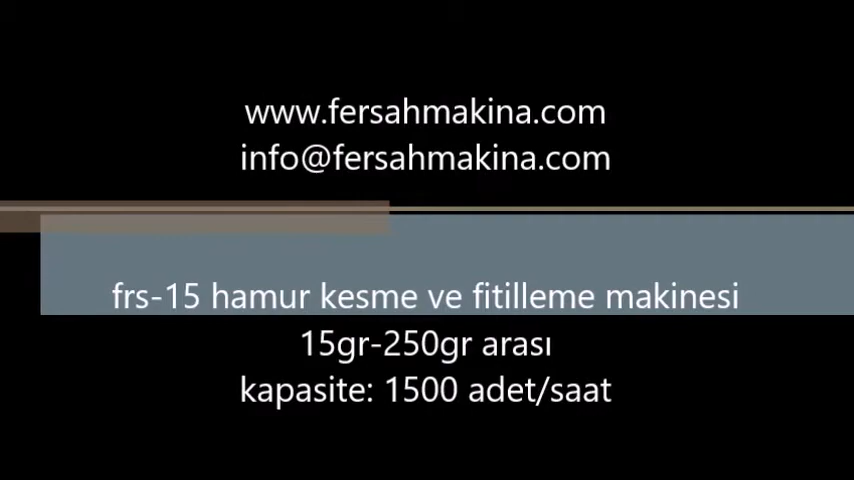 www.fersahmakina.com
info@fersahmakina.com
frs-15 hamur kesme ve fitilleme makinesi
15gr-250gr arası
kapasite: 1500 adet/saat